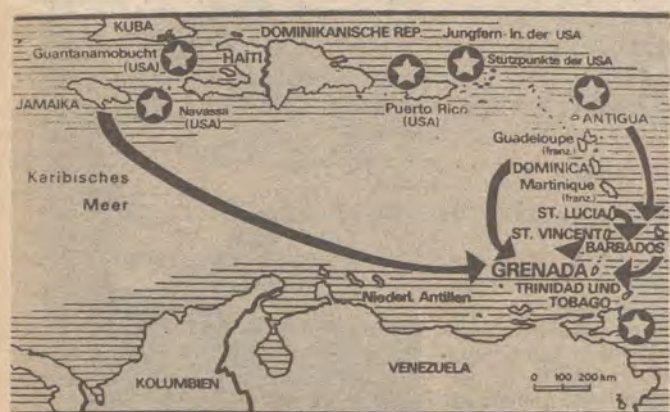 KUBA
DOMINIKANISCHE REP.
Jungfern-In. der USA
Guantanamobucht
(USA)
HAITI
Stützpunkte der USA
JAMAIKA
Navassa
(USA)
Puerto Rico
(USA)
ANTIGUA
Guadeloupe
(franz.)
Karibisches
Meer
DOMINICA
Martinique
(franz.)
ST. LUCIA
ST. VINCENT
BARBADOS
GRENADA
TRINIDAD UND
TOBAGO
Niederl. Antillen
VENEZUELA
KOLUMBIEN
0 100 200 km